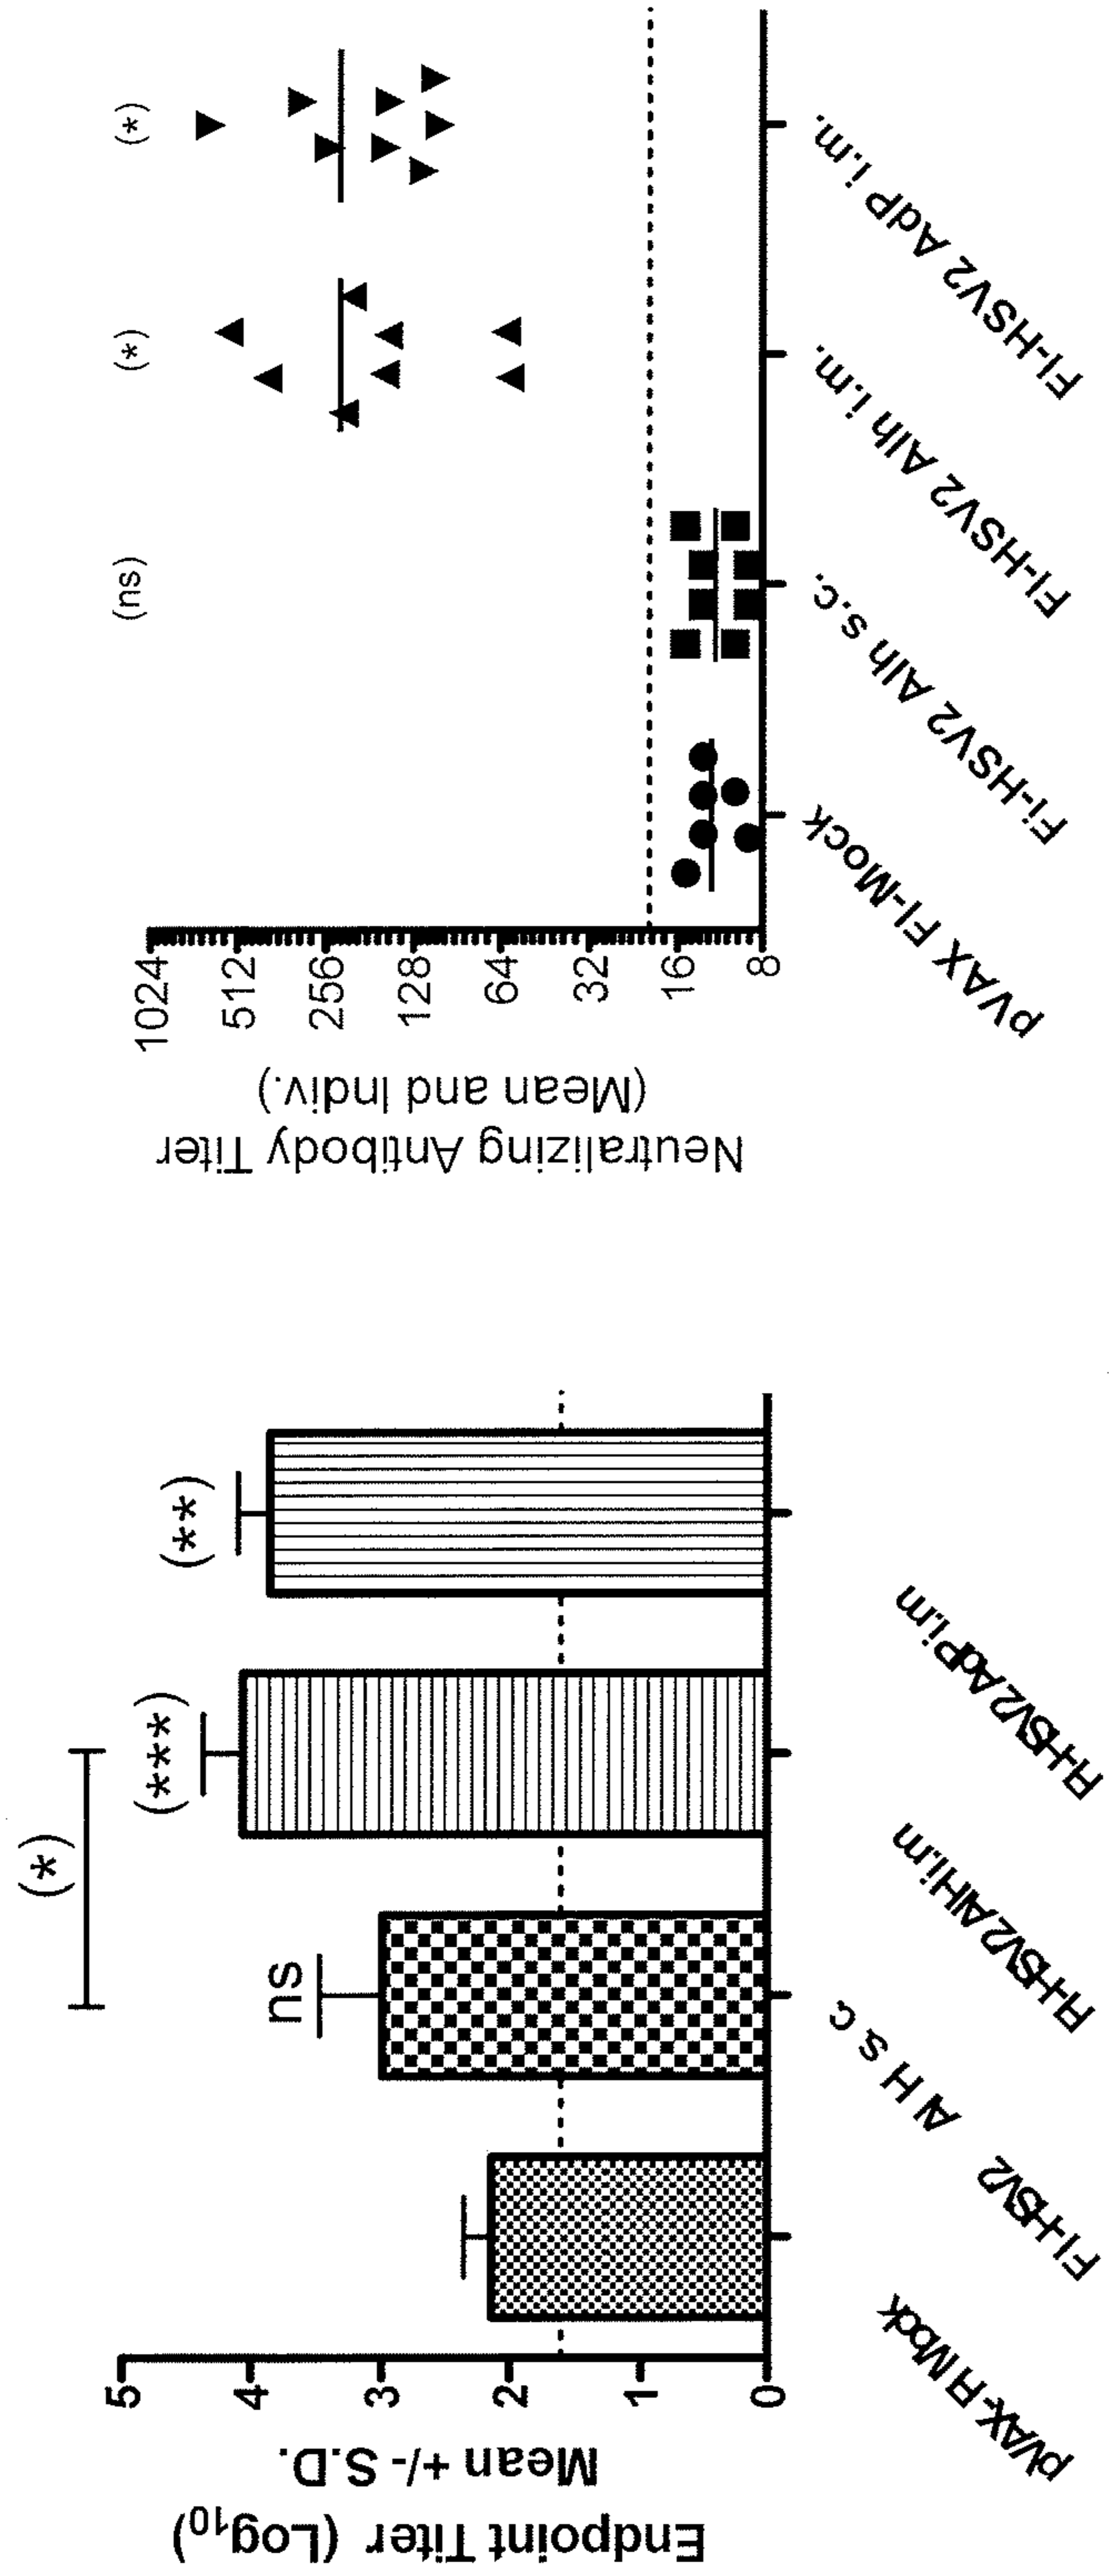 Endpoint Titer (Log10)
Mean +/- S.D.
5
4
3
2
1
0
(*)
ns
(***)
(**)
pVAX-FI Mock
FI-HSV2 AlH s c.
FI-HSV2 AlH i.m
FI-HSV2 AdP i.m
Neutralizing Antibody Titer
(Mean and Indiv.)
1024
512
256
128
64
32
16
8
(ns)
(*)
(*)
pVAX FI-Mock
Fi-HSV2 Alh s.c.
FI-HSV2 Alh i.m.
FI-HSV2 AdP i.m.